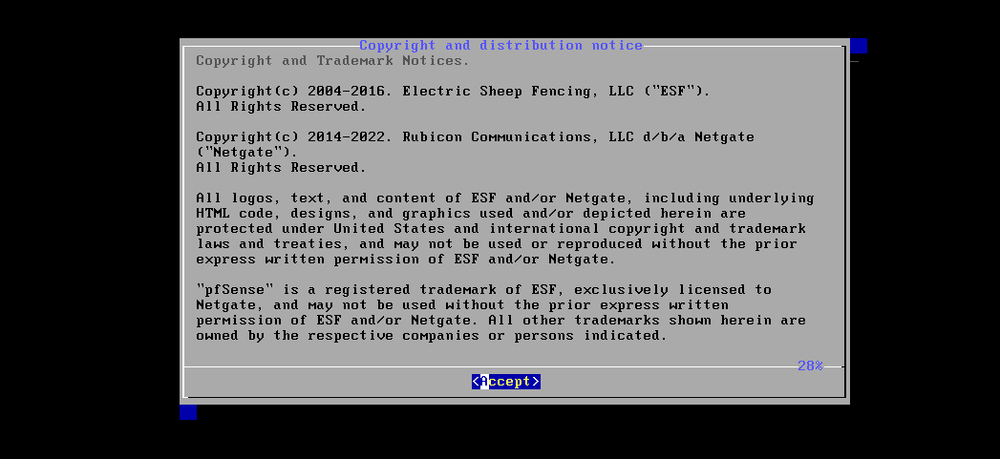 Copyright and distribution notice
Copyright and Trademark Notices.
Copyright(c) 2004-2016. Electric Sheep Fencing, LLC ("ESF").
All Rights Reserved.
Copyright(c) 2014-2022. Rubicon Communications, LLC d/b/a Netgate
("Netgate").
All Rights Reserved.
All logos, text, and content of ESF and/or Netgate, including underlying
HTML code, designs, and graphics used and/or depicted herein are
protected under United States and international copyright and trademark
laws and treaties, and may not be used or reproduced without the prior
express written permission of ESF and/or Netgate.
"pfSense" is a registered trademark of ESF, exclusively licensed to
Netgate, and may not be used without the prior express written
permission of ESF and/or Netgate. All other trademarks shown herein are
owned by the respective companies or persons indicated.
28%
<Accept>